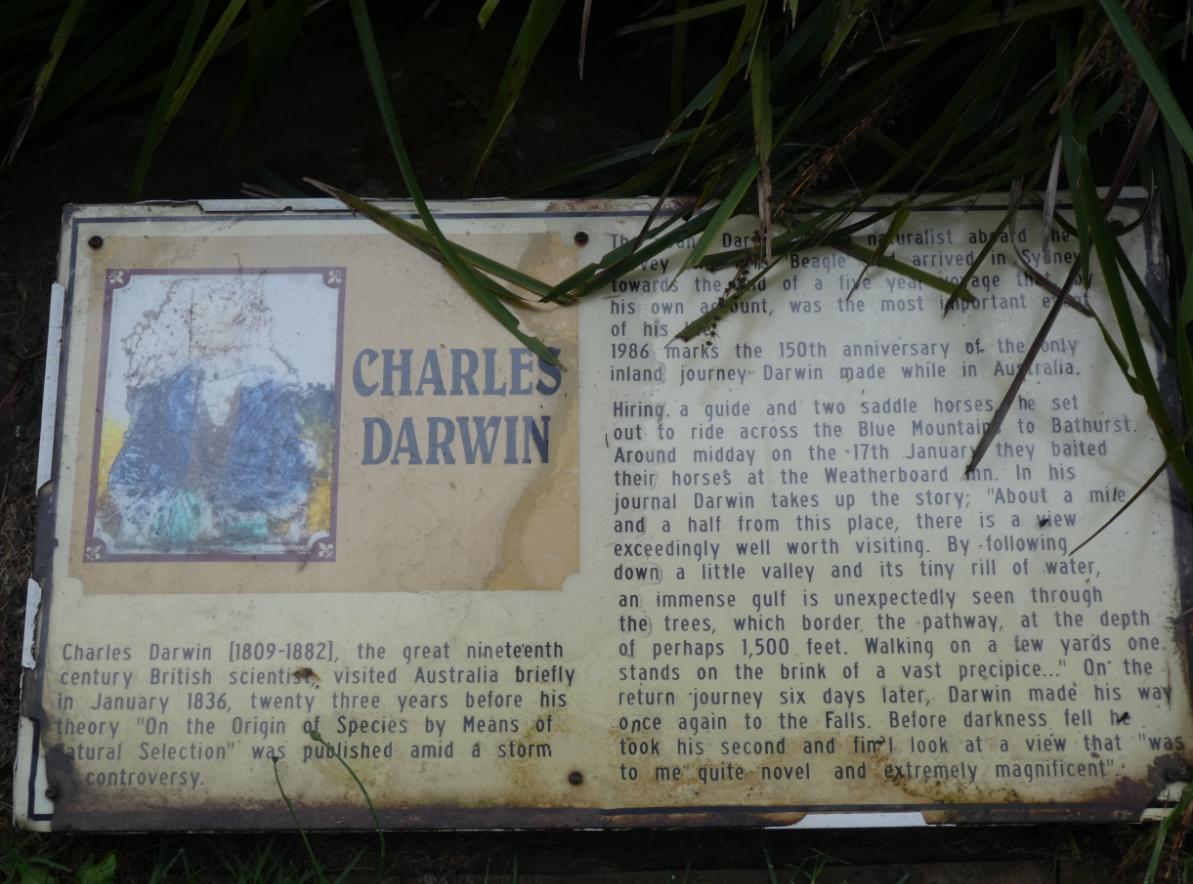 CHARLES
DARWIN
Charles Darwin [1809-1882], the great nineteenth
century British scientist, visited Australia briefly
in January 1836, twenty three years before his
theory "On the Origin of Species by Means of
Natural Selection" was published amid a storm
controversy.
naturalist aboard the
Beagle" arrived in Sydney
towards the end of a five year voyage
his own account, was the most important event
of his
1986 marks the 150th anniversary of the only
inland journey Darwin made while in Australia.
Hiring a guide and two saddle horses, he set
out to ride across the Blue Mountains to Bathurst.
Around midday on the 17th January they baited
their horses at the Weatherboard Inn. In his
journal Darwin takes up the story; "About a mile
and a half from this place, there is a view
exceedingly well worth visiting. By following
down a little valley and its tiny rill of water,
an immense gulf is unexpectedly seen through
the trees, which border the pathway, at the depth
of perhaps 1,500 feet. Walking on a few yards one
stands on the brink of a vast precipice..." On the
return journey six days later, Darwin made his way
once again to the Falls. Before darkness fell he
took his second and final look at a view that "was
to me quite novel and extremely magnificent"